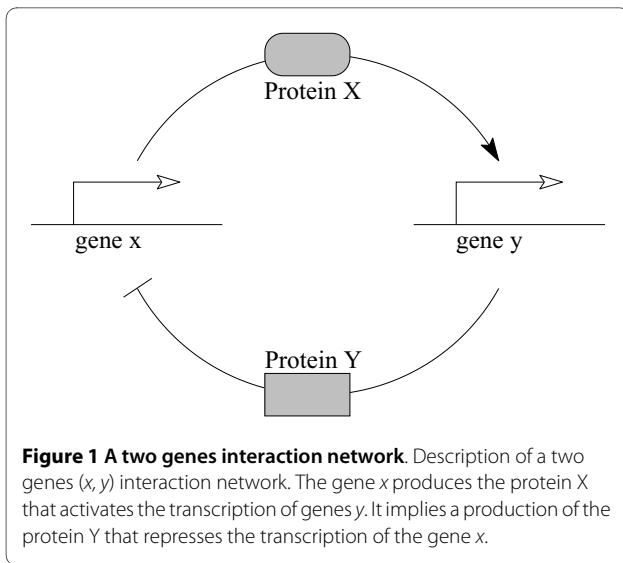 Protein X
gene x
gene y
Protein Y
Figure 1 A two genes interaction network. Description of a two
genes (x, y) interaction network. The gene x produces the protein X
that activates the transcription of genes y. It implies a production of the
protein Y that represses the transcription of the gene x.